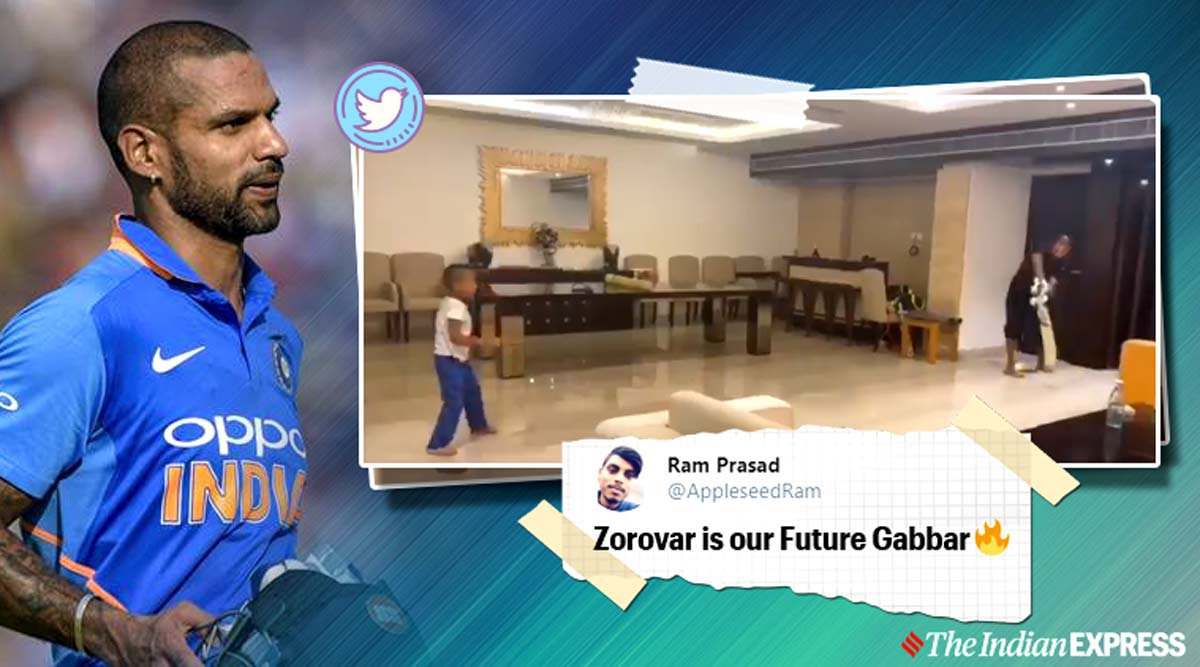 oppo
INDIA
Ram Prasad
@AppleseedRam
Zorovar is our Future Gabbar🔥
The Indian EXPRESS